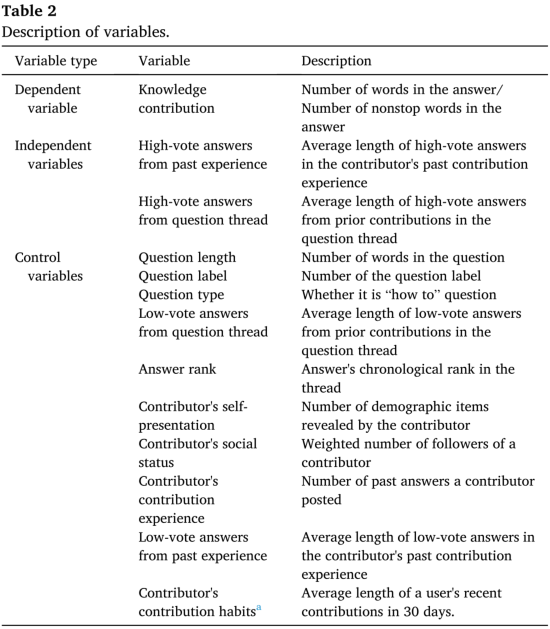 Table 2
Description of variables.
Variable type Variable Description
Dependent Knowledge Number of words in the answer/
variable contribution Number of nonstop words in the
answer
Independent High-vote answers Average length of high-vote answers
variables from past experience in the contributor's past contribution
experience
High-vote answers Average length of high-vote answers
from question thread from prior contributions in the
question thread
Control Question length Number of words in the question
variables Question label Number of the question label
Question type Whether it is “how to” question
Low-vote answers Average length of low-vote answers
from question thread from prior contributions in the
question thread
Answer rank Answer's chronological rank in the
thread
Contributor's self- Number of demographic items
presentation revealed by the contributor
Contributor's social Weighted number of followers of a
status contributor
Contributor's Number of past answers a contributor
contribution posted
experience
Low-vote answers Average length of low-vote answers in
from past experience the contributor's past contribution
experience
Contributor's Average length of a user's recent
contribution habitsa contributions in 30 days.